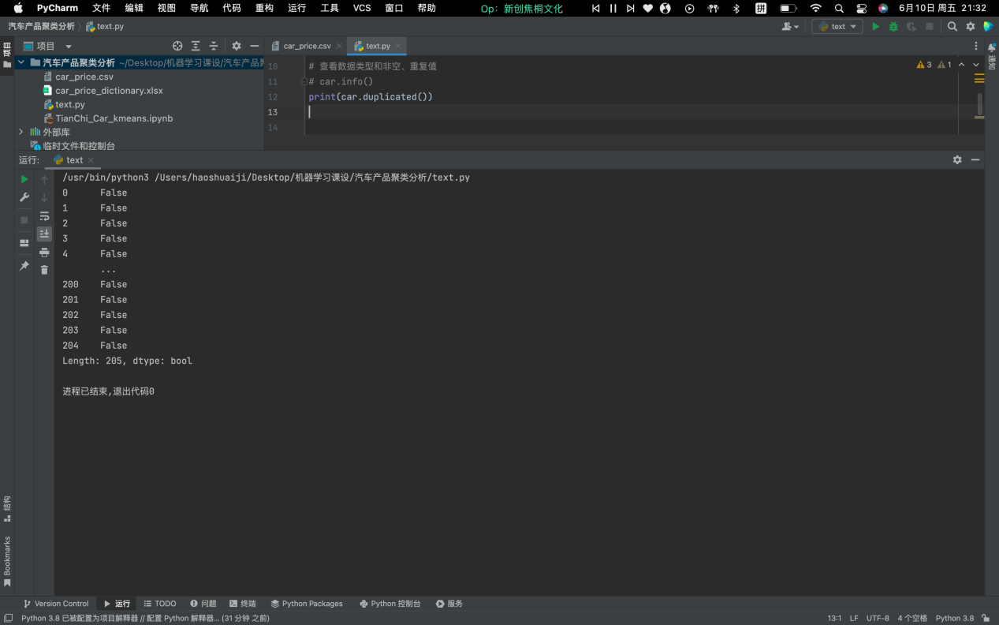 PyCharm 文件 编辑 视图 导航 代码 重构 运行 工具 VCS 窗口 帮助 Op: 新创焦桐文化 拼 6月10日 周五 21:32
汽车产品聚类分析 text.py text
项目 car_price.csv text.py
项目
通知
汽车产品聚类分析 ~/Desktop/机器学习课设/汽车产品聚
car_price.csv
car_price_dictionary.xlsx
text.py
TianChi_Car_kmeans.ipynb
外部库
临时文件和控制台
10 # 查看数据类型和非空、重复值
11 # car.info()
12 print(car.duplicated())
13
14
3 1
运行: text
/usr/bin/python3 /Users/haoshuaiji/Desktop/机器学习课设/汽车产品聚类分析/text.py
0 False
1 False
2 False
3 False
4 False
...
200 False
201 False
202 False
203 False
204 False
Length: 205, dtype: bool
进程已结束,退出代码0
结构
Bookmarks
Version Control 运行 TODO 问题 终端 Python Packages Python 控制台 服务
Python 3.8 已被配置为项目解释器 // 配置 Python 解释器... (31 分钟 之前) 13:1 LF UTF-8 4 个空格 Python 3.8